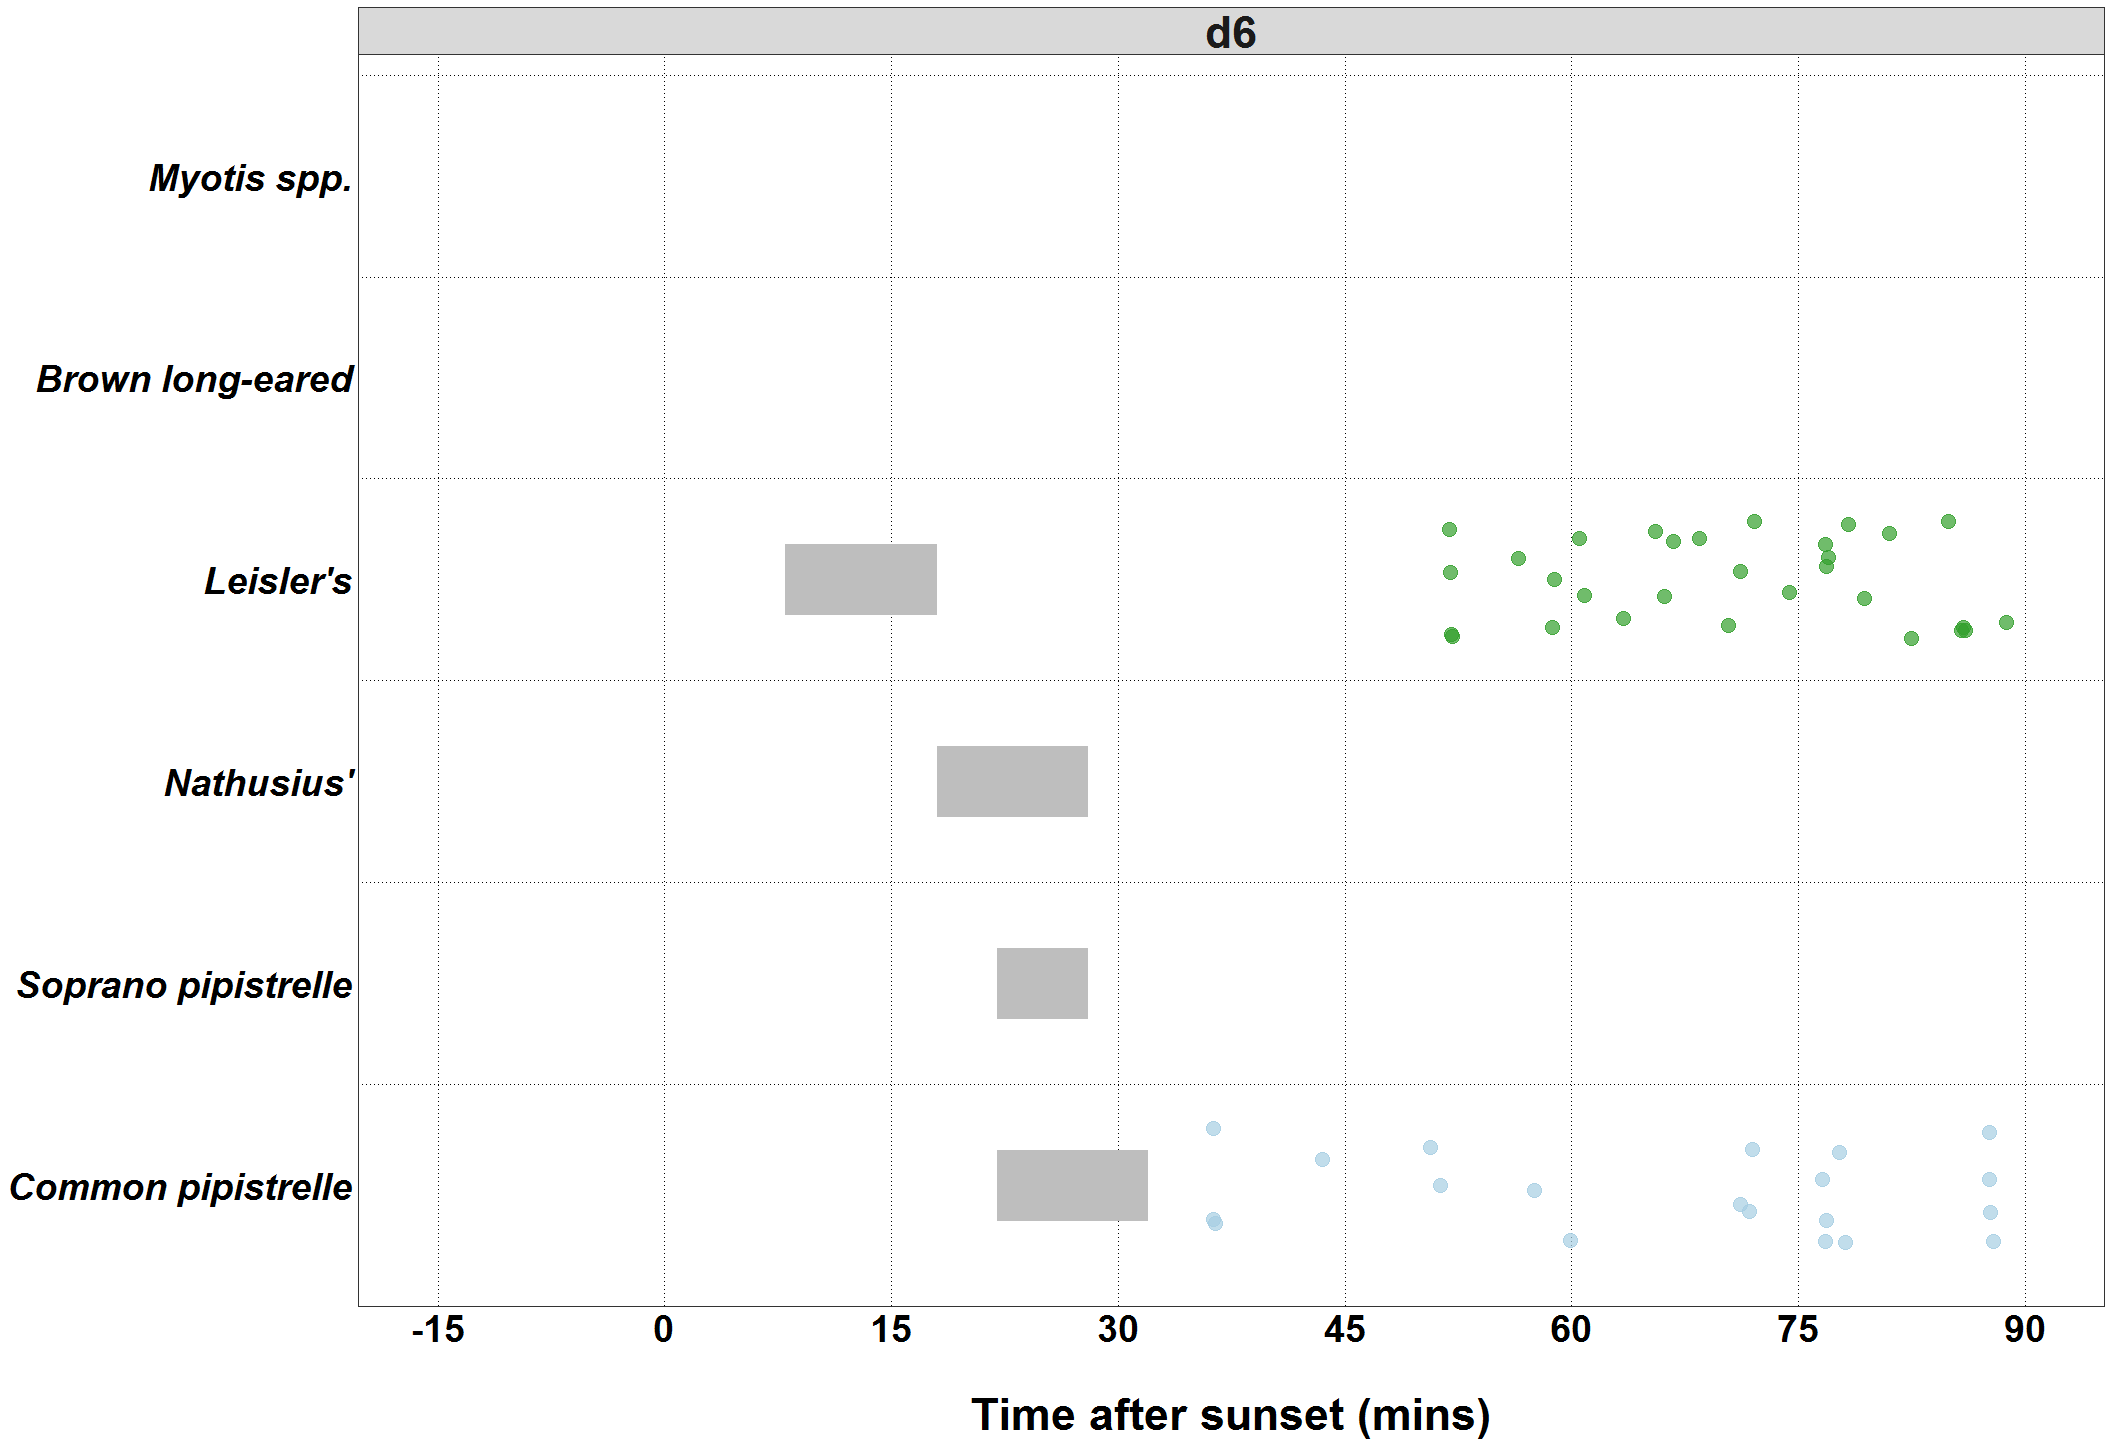 d6
Myotis spp.
Brown long-eared
Leisler's
Nathusius'
Soprano pipistrelle
Common pipistrelle
-15 0 15 30 45 60 75 90
Time after sunset (mins)